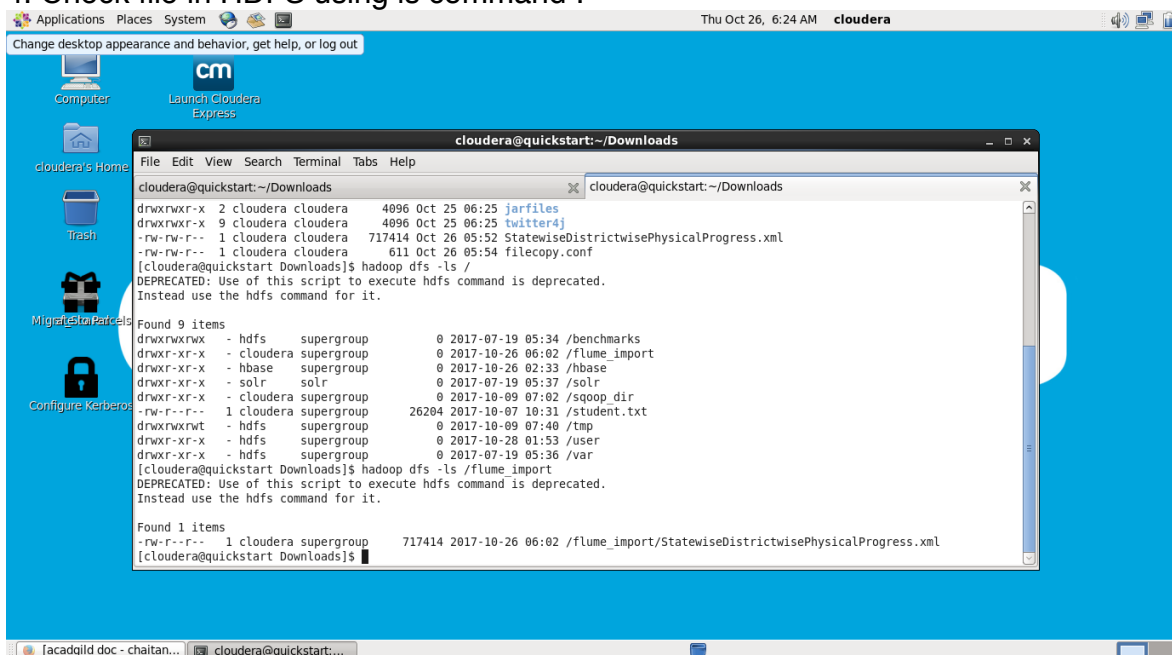 4. Check file in HDFS using ls command .
Applications Places System Thu Oct 26, 6:24 AM cloudera
Change desktop appearance and behavior, get help, or log out
Computer
cm
Launch Cloudera
Express
cloudera's Home
Trash
Configure Kerberos
cloudera@quickstart:~/Downloads
File Edit View Search Terminal Tabs Help
cloudera@quickstart:~/Downloads cloudera@quickstart:~/Downloads
drwxrwxr-x 2 cloudera cloudera 4096 Oct 25 06:25 jarfiles
drwxrwxr-x 9 cloudera cloudera 4096 Oct 25 06:25 twitter4j
-rw-rw-r-- 1 cloudera cloudera 717414 Oct 26 05:52 StatewiseDistrictwisePhysicalProgress.xml
-rw-rw-r-- 1 cloudera cloudera 611 Oct 26 05:54 filecopy.conf
[cloudera@quickstart Downloads]$ hadoop dfs -ls /
DEPRECATED: Use of this script to execute hdfs command is deprecated.
Instead use the hdfs command for it.
Found 9 items
drwxrwxrwx - hdfs supergroup 0 2017-07-19 05:34 /benchmarks
drwxr-xr-x - cloudera supergroup 0 2017-10-26 06:02 /flume_import
drwxr-xr-x - hbase supergroup 0 2017-10-26 02:33 /hbase
drwxr-xr-x - solr solr 0 2017-07-19 05:37 /solr
drwxr-xr-x - cloudera supergroup 0 2017-10-09 07:02 /sqoop_dir
-rw-r--r-- 1 cloudera supergroup 26204 2017-10-07 10:31 /student.txt
drwxrwxrwt - hdfs supergroup 0 2017-10-09 07:40 /tmp
drwxr-xr-x - hdfs supergroup 0 2017-10-28 01:53 /user
drwxr-xr-x - hdfs supergroup 0 2017-07-19 05:36 /var
[cloudera@quickstart Downloads]$ hadoop dfs -ls /flume_import
DEPRECATED: Use of this script to execute hdfs command is deprecated.
Instead use the hdfs command for it.
Found 1 items
-rw-r--r-- 1 cloudera supergroup 717414 2017-10-26 06:02 /flume_import/StatewiseDistrictwisePhysicalProgress.xml
[cloudera@quickstart Downloads]$
[acadgild doc - chaitan... cloudera@quickstart:...